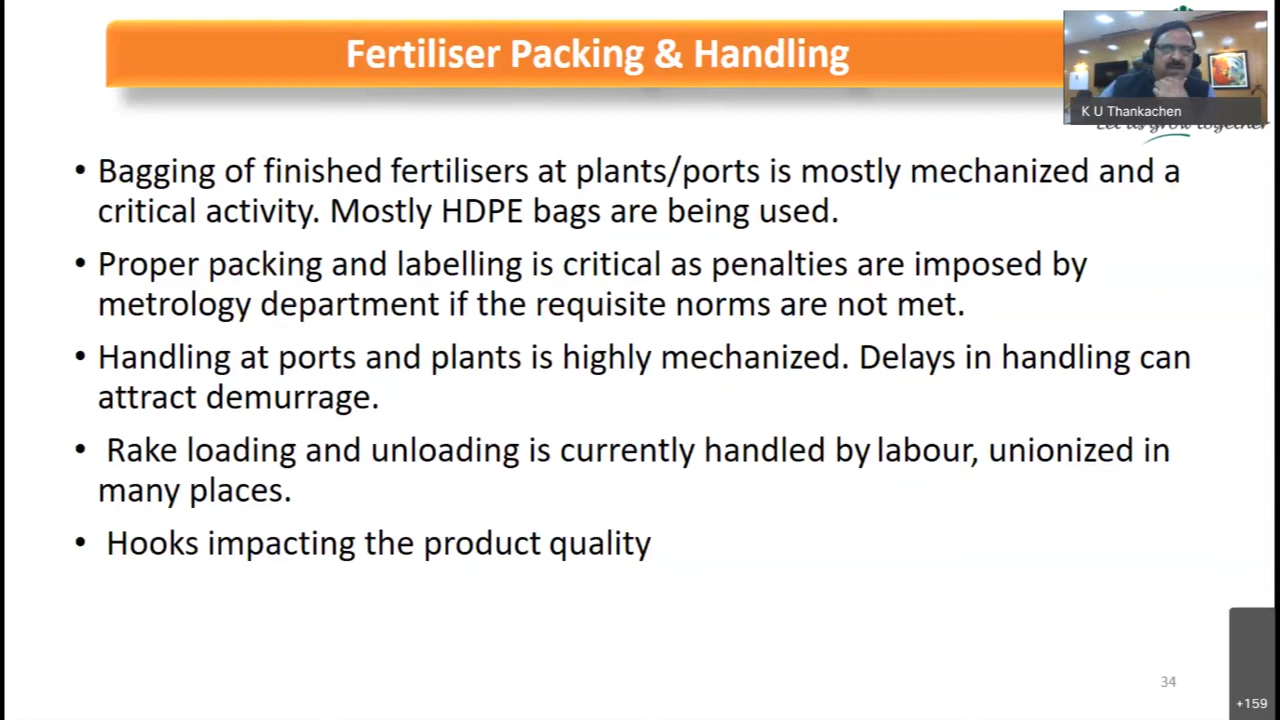 Fertiliser Packing & Handling
K U Thankachen
Let us grow together
• Bagging of finished fertilisers at plants/ports is mostly mechanized and a
critical activity. Mostly HDPE bags are being used.
• Proper packing and labelling is critical as penalties are imposed by
metrology department if the requisite norms are not met.
• Handling at ports and plants is highly mechanized. Delays in handling can
attract demurrage.
• Rake loading and unloading is currently handled by labour, unionized in
many places.
• Hooks impacting the product quality
34
+159